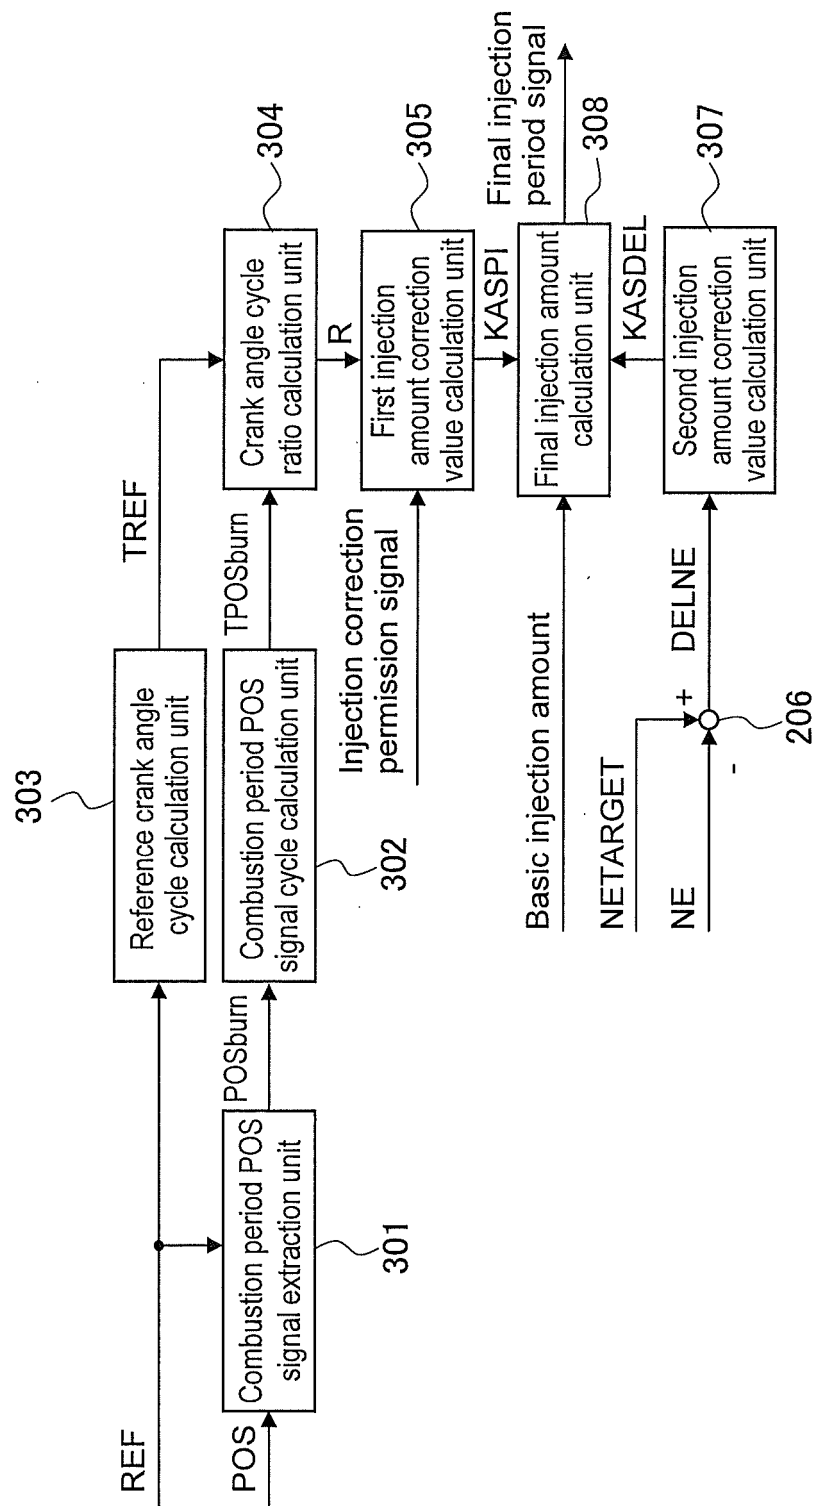 REF
POS
Combustion period POS
signal extraction unit
301
POSburn
Reference crank angle
cycle calculation unit
303
Combustion period POS
signal cycle calculation unit
302
TREF
TPOSburn
Crank angle cycle
ratio calculation unit
304
R
Injection correction
permission signal
First injection
amount correction
value calculation unit
305
KASPI
Basic injection amount
Final injection amount
calculation unit
308
Final injection
period signal
KASDEL
NETARGET
NE
+
-
206
DELNE
Second injection
amount correction
value calculation unit
307